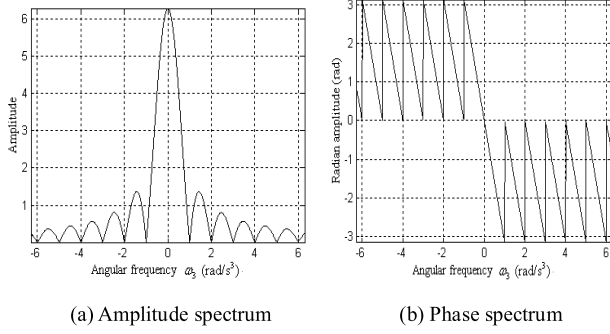 6
5
4
3
2
1
Amplitude
-6 -4 -2 0 2 4 6
Angular frequency ω₃ (rad/s³)
(a) Amplitude spectrum
3
2
1
0
-1
-2
-3
Radian amplitude (rad)
-6 -4 -2 0 2 4 6
Angular frequency ω₃ (rad/s³)
(b) Phase spectrum